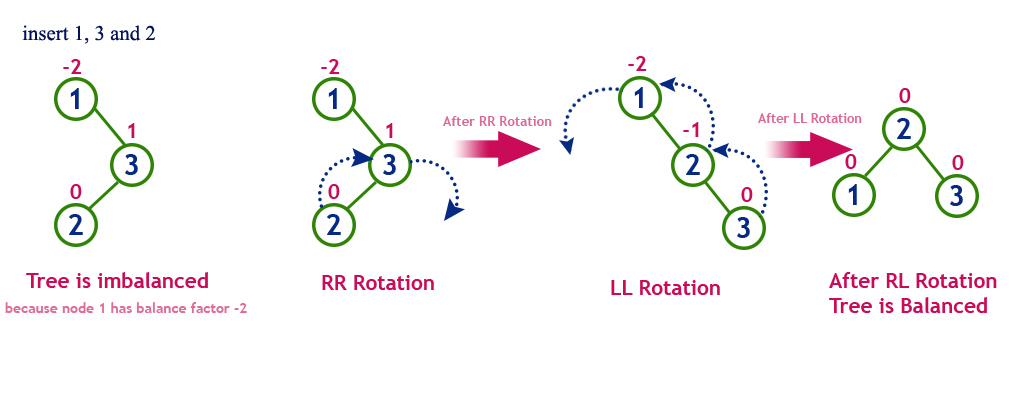 insert 1, 3 and 2
-2
1
1
3
0
2
Tree is imbalanced
because node 1 has balance factor -2
-2
1
1
3
0
2
RR Rotation
After RR Rotation
-2
1
-1
2
0
3
LL Rotation
After LL Rotation
0
2
0
1
0
3
After RL Rotation
Tree is Balanced